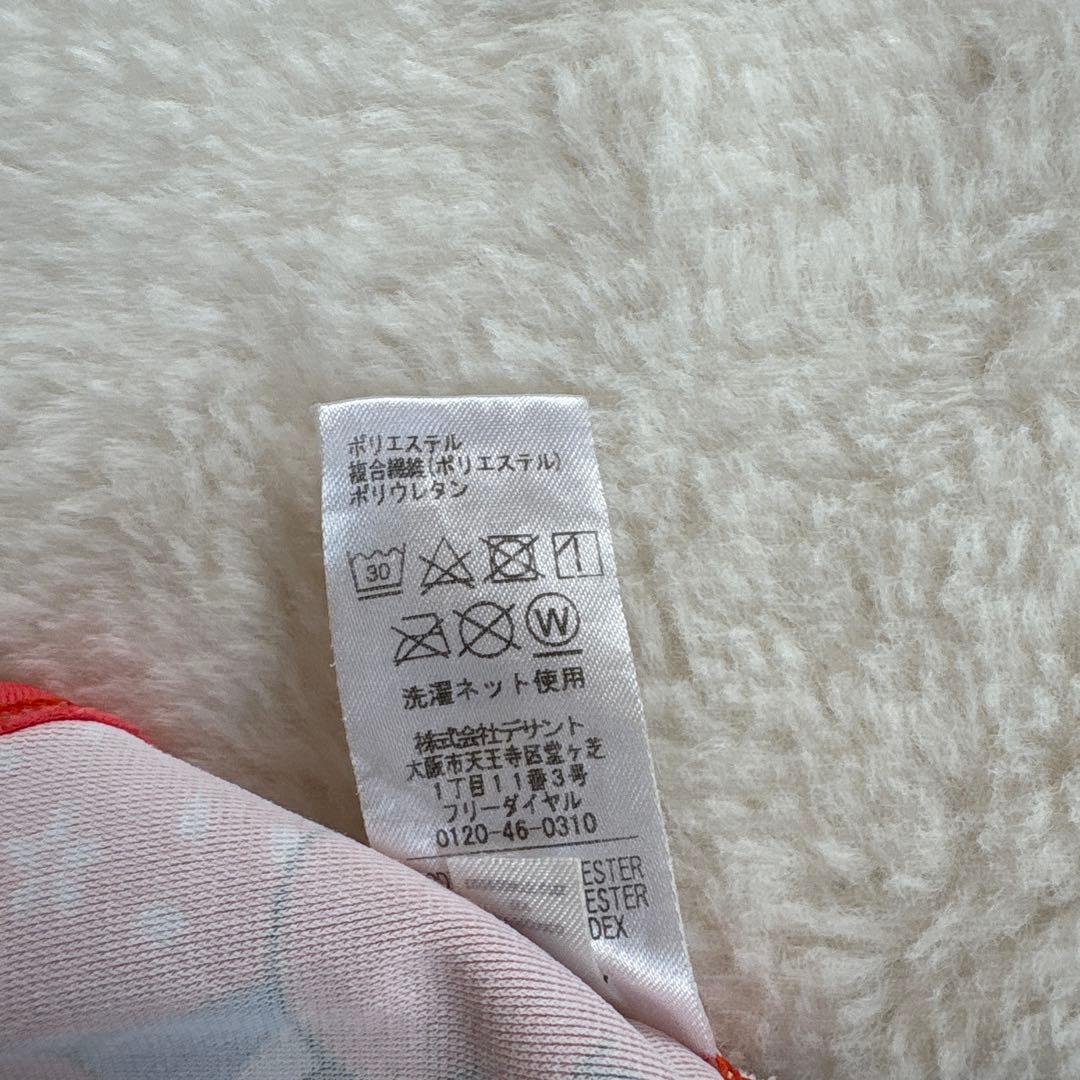 ポリエステル
複合繊維(ポリエステル)
ポリウレタン
30
W
洗濯ネット使用
株式会社デサント
大阪市天王寺区堂ヶ芝
1丁目11番3号
フリーダイヤル
0120-46-0310
ESTER
ESTER
DEX